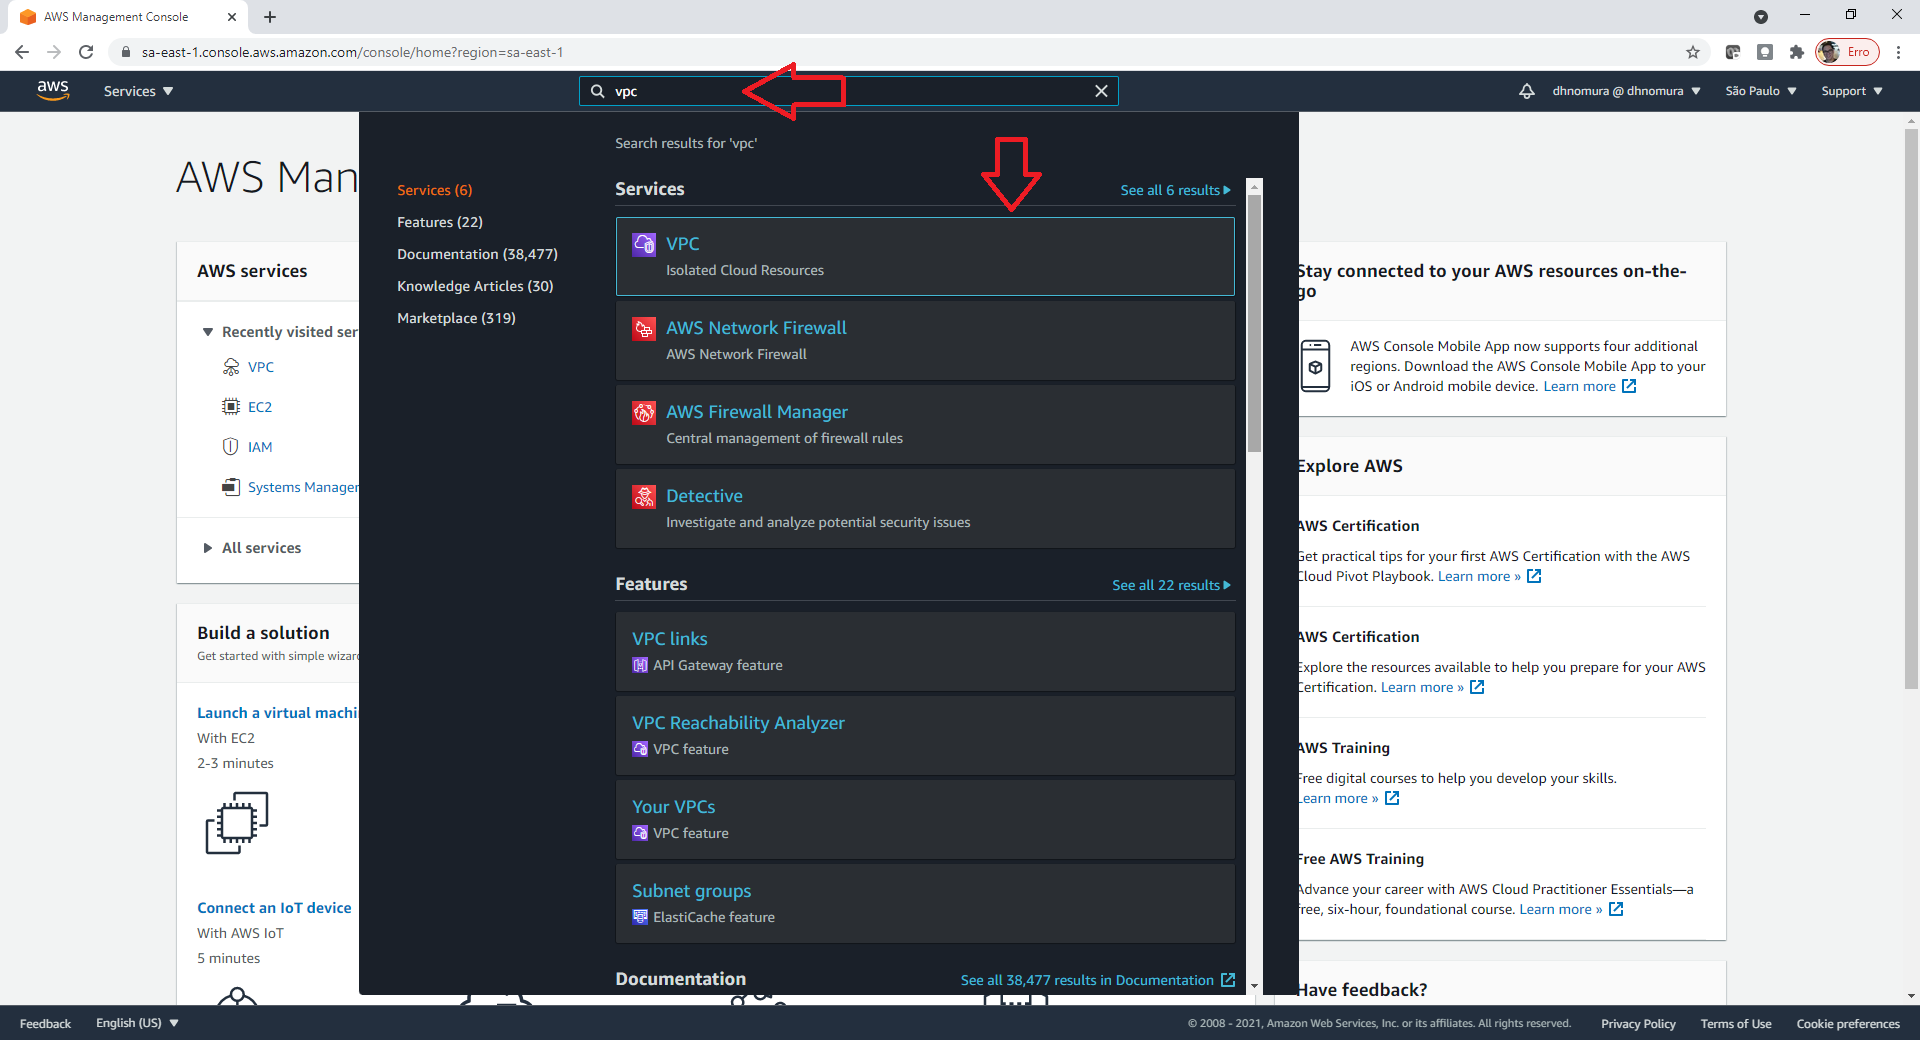 AWS Management Console
sa-east-1.console.aws.amazon.com/console/home?region=sa-east-1
Erro
aws
Services
vpc
dhnomura @ dhnomura
São Paulo
Support
AWS Man
Search results for 'vpc'
Services (6)
Features (22)
Documentation (38,477)
Knowledge Articles (30)
Marketplace (319)
Services
See all 6 results
VPC
Isolated Cloud Resources
AWS Network Firewall
AWS Network Firewall
AWS Firewall Manager
Central management of firewall rules
Detective
Investigate and analyze potential security issues
Features
See all 22 results
VPC links
API Gateway feature
VPC Reachability Analyzer
VPC feature
Your VPCs
VPC feature
Subnet groups
ElastiCache feature
Documentation
See all 38,477 results in Documentation
AWS services
Recently visited ser
VPC
EC2
IAM
Systems Manager
All services
Build a solution
Get started with simple wizard
Launch a virtual machi
With EC2
2-3 minutes
Connect an IoT device
With AWS IoT
5 minutes
Stay connected to your AWS resources on-the-
go
AWS Console Mobile App now supports four additional
regions. Download the AWS Console Mobile App to your
iOS or Android mobile device. Learn more
Explore AWS
AWS Certification
Get practical tips for your first AWS Certification with the AWS
Cloud Pivot Playbook. Learn more »
AWS Certification
Explore the resources available to help you prepare for your AWS
Certification. Learn more »
AWS Training
Free digital courses to help you develop your skills.
Learn more »
Free AWS Training
Advance your career with AWS Cloud Practitioner Essentials—a
free, six-hour, foundational course. Learn more »
Have feedback?
Feedback
English (US)
© 2008 - 2021, Amazon Web Services, Inc. or its affiliates. All rights reserved.
Privacy Policy
Terms of Use
Cookie preferences